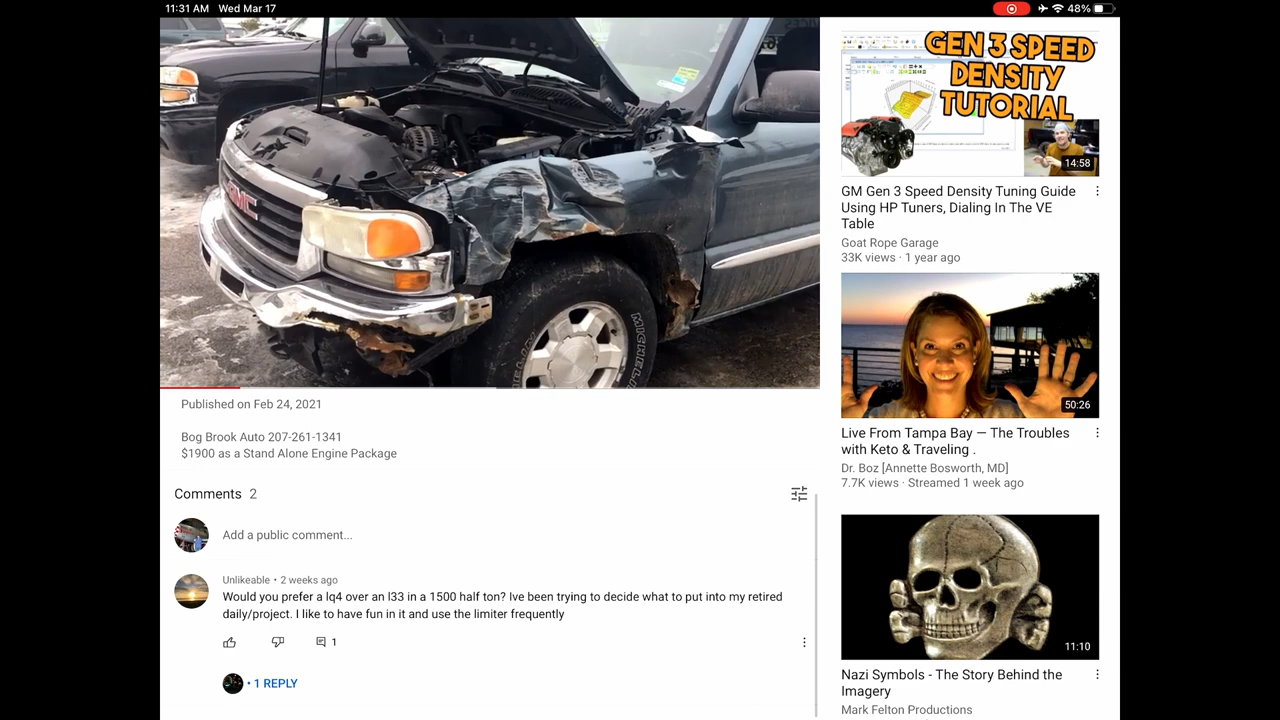 11:31 AM Wed Mar 17
48%
GMC
MICHELIN
Published on Feb 24, 2021
Bog Brook Auto 207-261-1341
$1900 as a Stand Alone Engine Package
Comments 2
Add a public comment...
Unlikeable • 2 weeks ago
Would you prefer a lq4 over an l33 in a 1500 half ton? Ive been trying to decide what to put into my retired
daily/project. I like to have fun in it and use the limiter frequently
1
• 1 REPLY
GEN 3 SPEED
DENSITY
TUTORIAL
14:58
GM Gen 3 Speed Density Tuning Guide
Using HP Tuners, Dialing In The VE
Table
Goat Rope Garage
33K views · 1 year ago
50:26
Live From Tampa Bay — The Troubles
with Keto & Traveling .
Dr. Boz [Annette Bosworth, MD]
7.7K views · Streamed 1 week ago
11:10
Nazi Symbols - The Story Behind the
Imagery
Mark Felton Productions